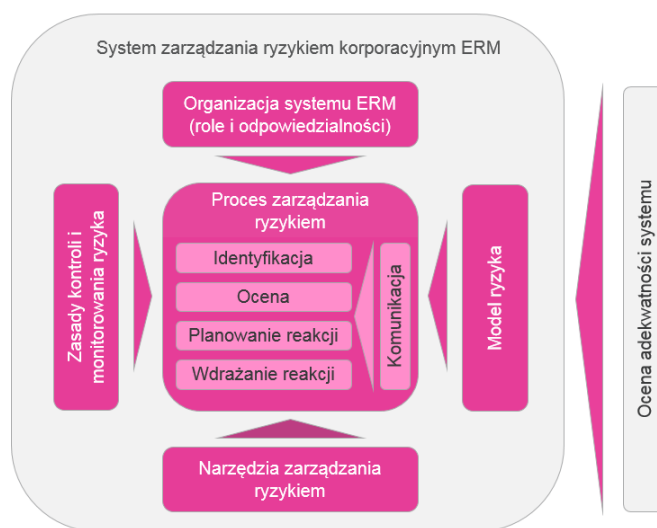 System zarządzania ryzykiem korporacyjnym ERM
Organizacja systemu ERM
(role i odpowiedzialności)
Zasady kontroli i
monitorowania ryzyka
Proces zarządzania
ryzykiem
Identyfikacja
Ocena
Planowanie reakcji
Wdrażanie reakcji
Komunikacja
Model ryzyka
Narzędzia zarządzania
ryzykiem
Ocena adekwatności systemu